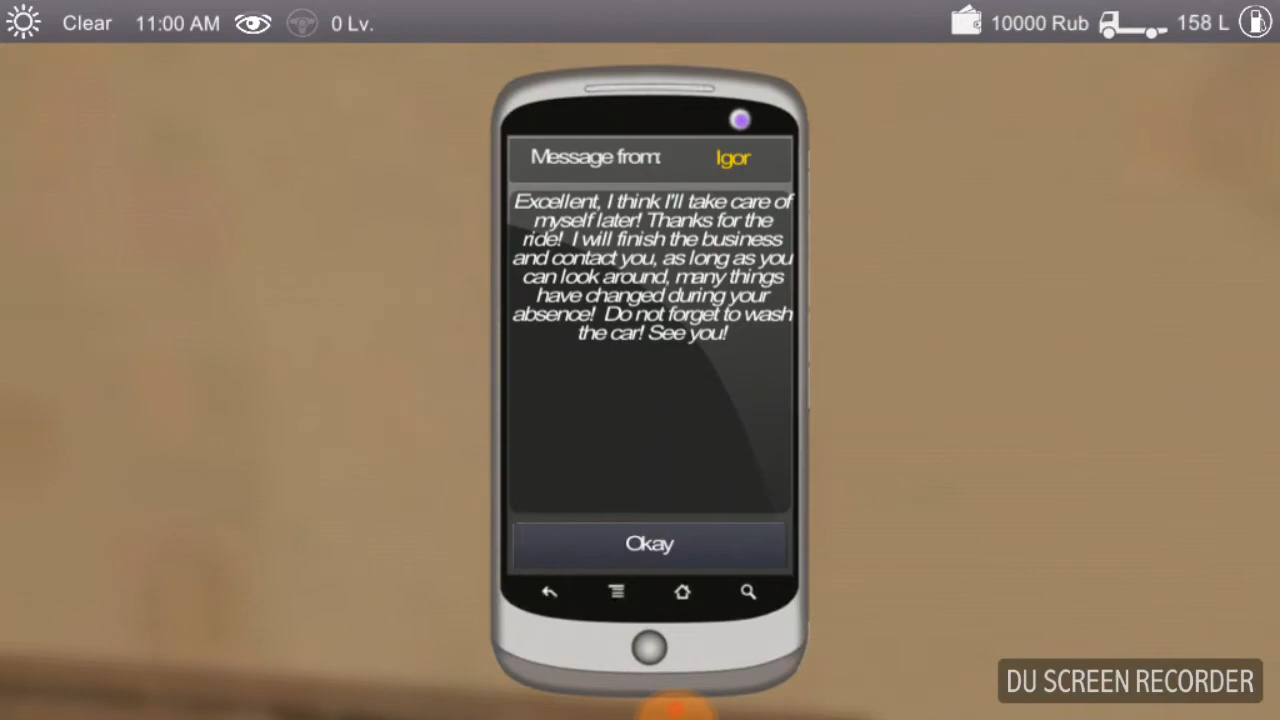 Clear 11:00 AM 0 Lv. 10000 Rub 158 L
Message from: Igor
Excellent, I think I'll take care of
myself later! Thanks for the
ride! I will finish the business
and contact you, as long as you
can look around, many things
have changed during your
absence! Do not forget to wash
the car! See you!
Okay
DU SCREEN RECORDER